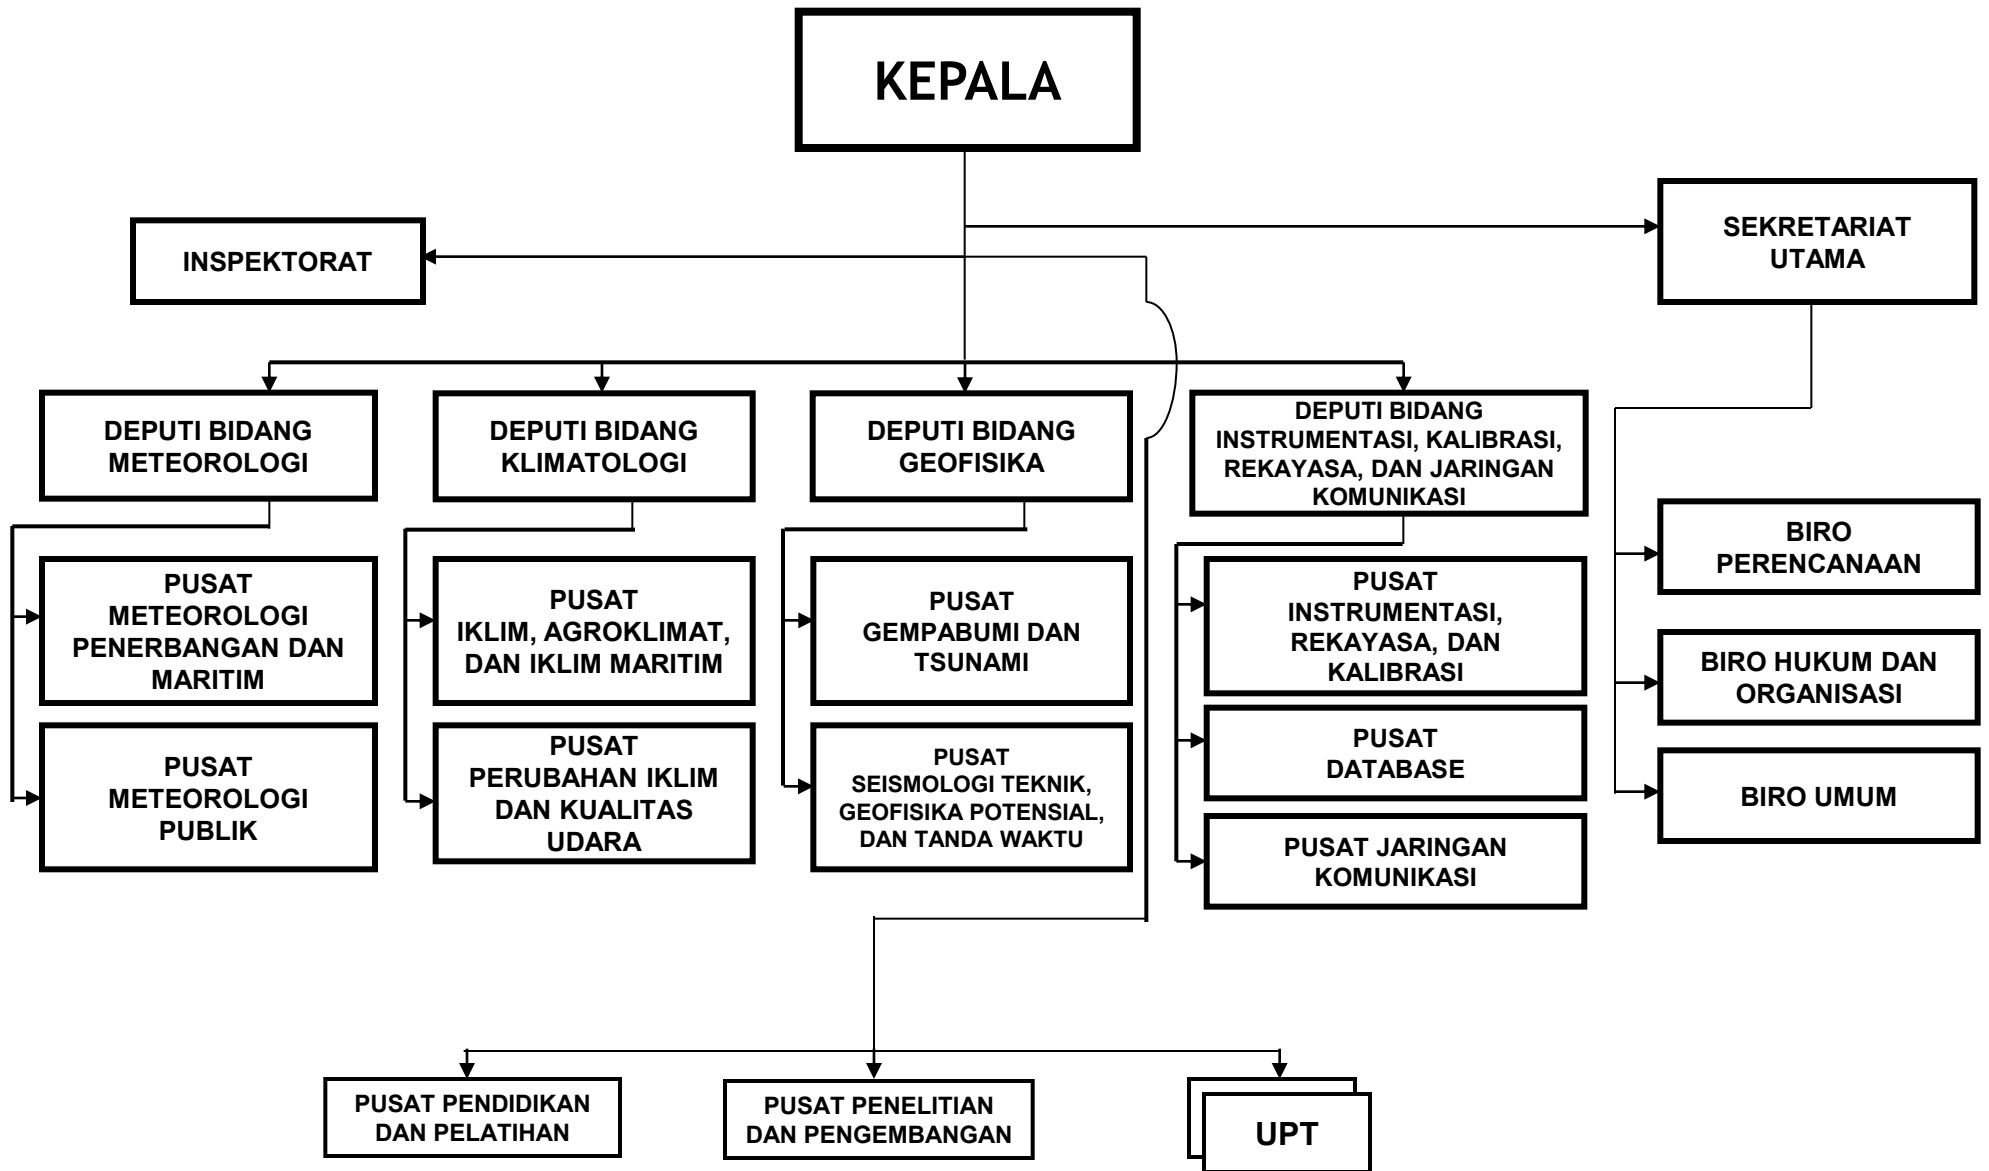 KEPALA
SEKRETARIAT
UTAMA
INSPEKTORAT
DEPUTI BIDANG
METEOROLOGI
DEPUTI BIDANG
KLIMATOLOGI
DEPUTI BIDANG
GEOFISIKA
DEPUTI BIDANG
INSTRUMENTASI, KALIBRASI,
REKAYASA, DAN JARINGAN
KOMUNIKASI
PUSAT
METEOROLOGI
PENERBANGAN DAN
MARITIM
PUSAT
IKLIM, AGROKLIMAT,
DAN IKLIM MARITIM
PUSAT
GEMPABUMI DAN
TSUNAMI
PUSAT
INSTRUMENTASI,
REKAYASA, DAN
KALIBRASI
BIRO
PERENCANAAN
BIRO HUKUM DAN
ORGANISASI
PUSAT
METEOROLOGI
PUBLIK
PUSAT
PERUBAHAN IKLIM
DAN KUALITAS
UDARA
PUSAT
SEISMOLOGI TEKNIK,
GEOFISIKA POTENSIAL,
DAN TANDA WAKTU
PUSAT
DATABASE
BIRO UMUM
PUSAT JARINGAN
KOMUNIKASI
PUSAT PENDIDIKAN
DAN PELATIHAN
PUSAT PENELITIAN
DAN PENGEMBANGAN
UPT